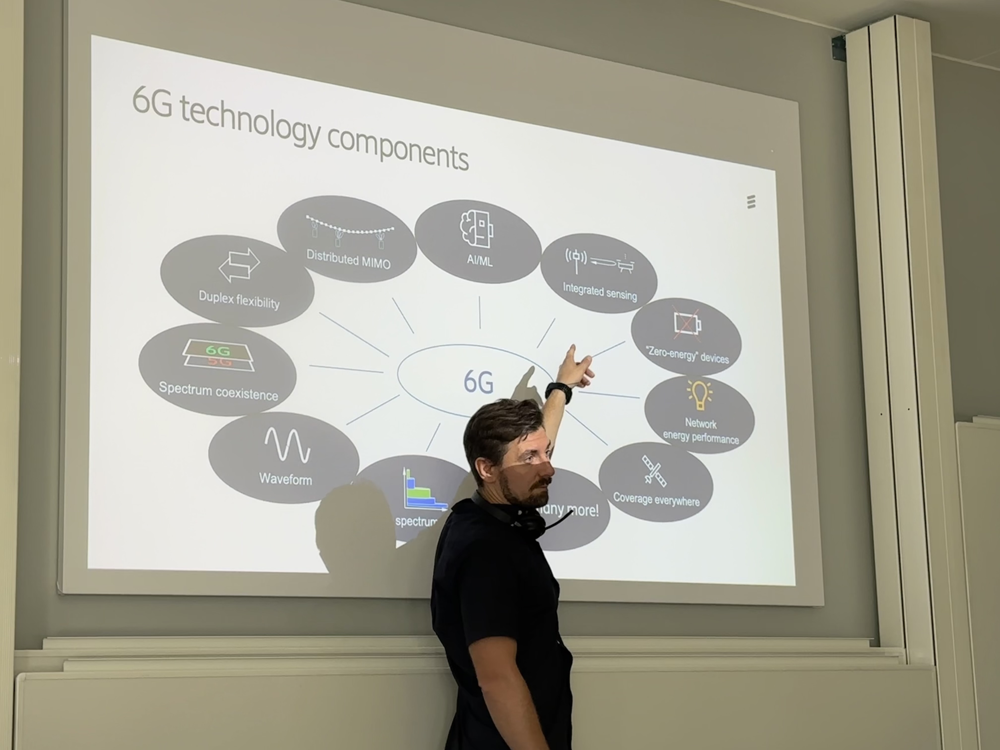 6G technology components
Distributed MIMO
AI/ML
Integrated sensing
Duplex flexibility
"Zero-energy" devices
6G
5G
Spectrum coexistence
6G
Network
energy performance
Waveform
Coverage everywhere
spectrum
more!